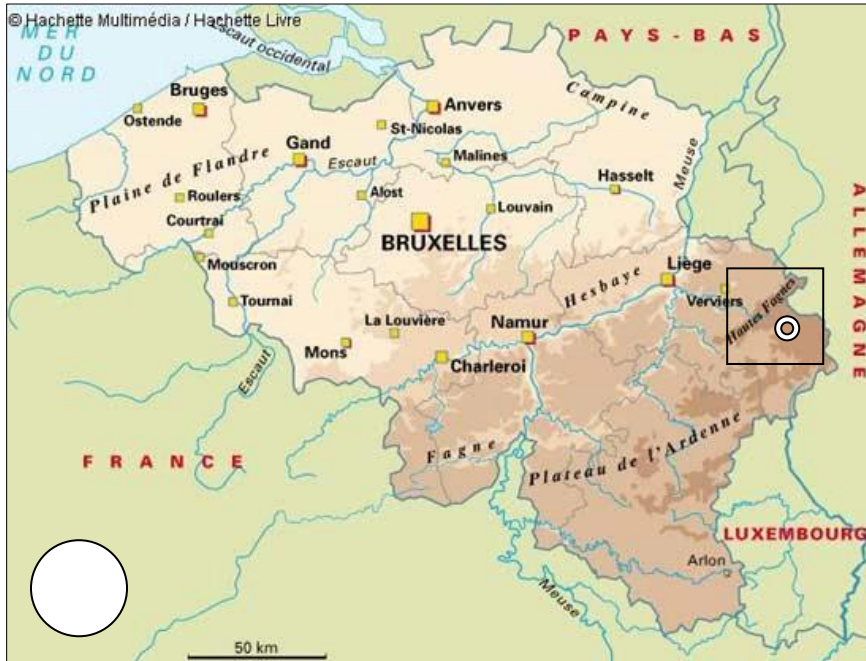 © Hachette Multimédia / Hachette Livre
MER
DU
NORD
Escaut occidental
PAYS-BAS
Bruges
Ostende
Anvers
Campine
St-Nicolas
Gand
Escaut
Malines
Meuse
Plaine de Flandre
Hasselt
Roulers
Alost
Louvain
ALLEMAGNE
Courtrai
BRUXELLES
Mouscron
Liège
Hesbaye
Verviers
Hautes Fagnes
Tournai
La Louvière
Namur
Mons
Charleroi
Escaut
FRANCE
Fagne
Plateau de l'Ardenne
LUXEMBOURG
Arlon
Meuse
50 km